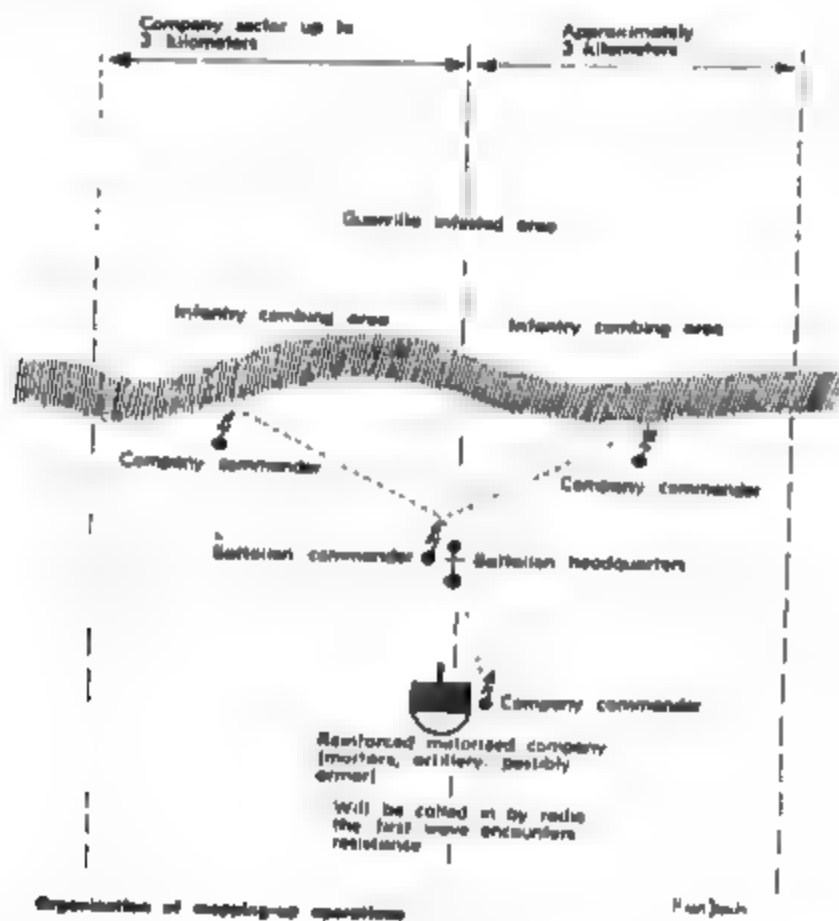 Company sector up to
3 kilometers
Approximately
3 kilometers
Guerrilla infested area
Infantry combing area
Infantry combing area
Company commander
Company commander
Battalion commander
Battalion headquarters
Company commander
Reinforced motorized company
(mortars, artillery, possibly
armor)
Will be called in by radio
the first wave encounters
resistance
Organization of mopping-up operations